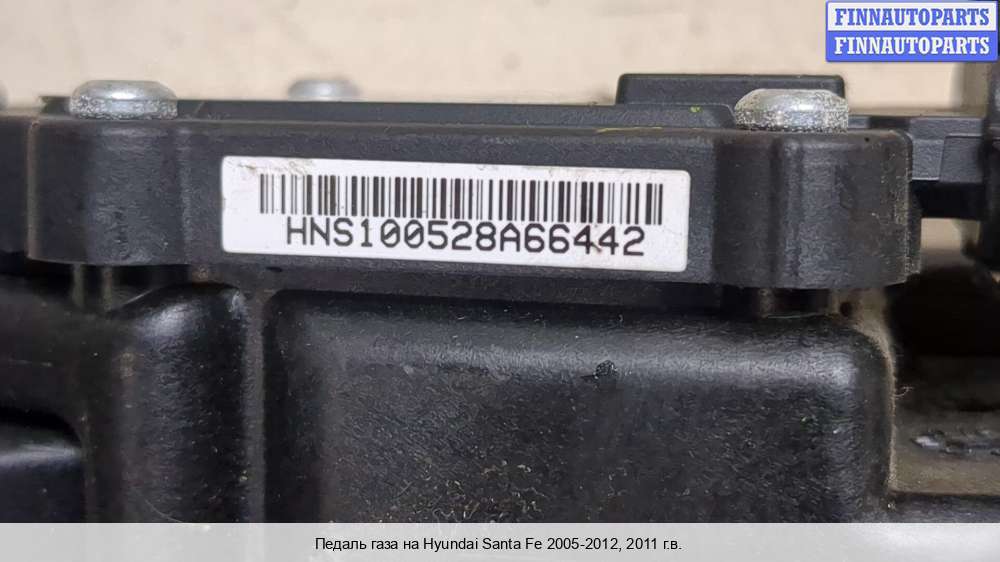 FINNAUTOPARTS
FINNAUTOPARTS
HNS100528A66442
Педаль газа на Hyundai Santa Fe 2005-2012, 2011 г.в.